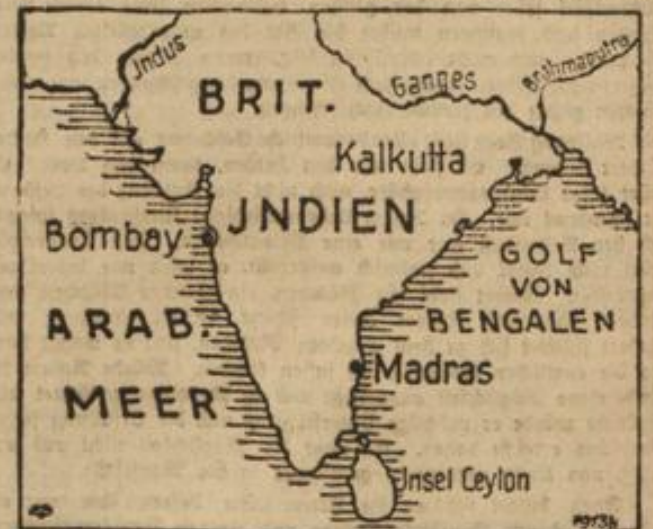 Jndus
Ganges
Brahmaputra
BRIT.
Kalkutta
JNDIEN
Bombay
GOLF
VON
BENGALEN
ARAB.
MEER
Madras
Jnsel Ceylon